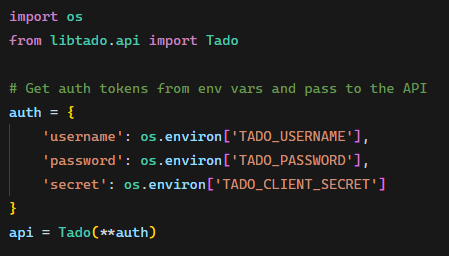 import os
from libtado.api import Tado

# Get auth tokens from env vars and pass to the API
auth = {
    'username': os.environ['TADO_USERNAME'],
    'password': os.environ['TADO_PASSWORD'],
    'secret': os.environ['TADO_CLIENT_SECRET']
}
api = Tado(**auth)